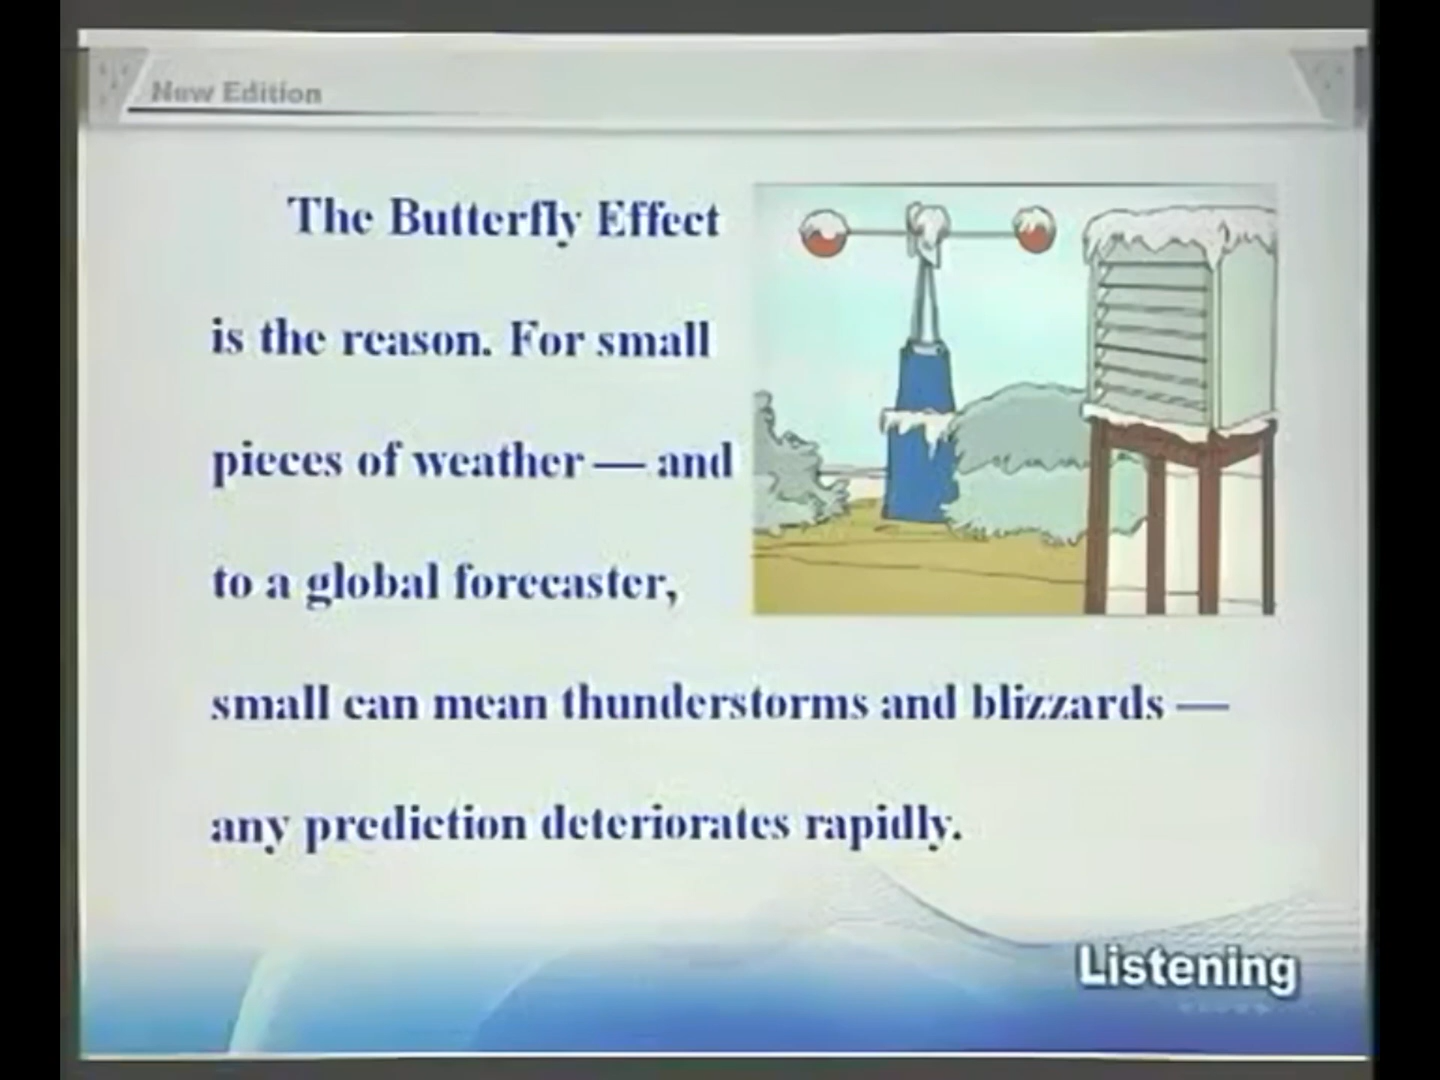 New Edition
The Butterfly Effect
is the reason. For small
pieces of weather — and
to a global forecaster,
small can mean thunderstorms and blizzards —
any prediction deteriorates rapidly.
Listening